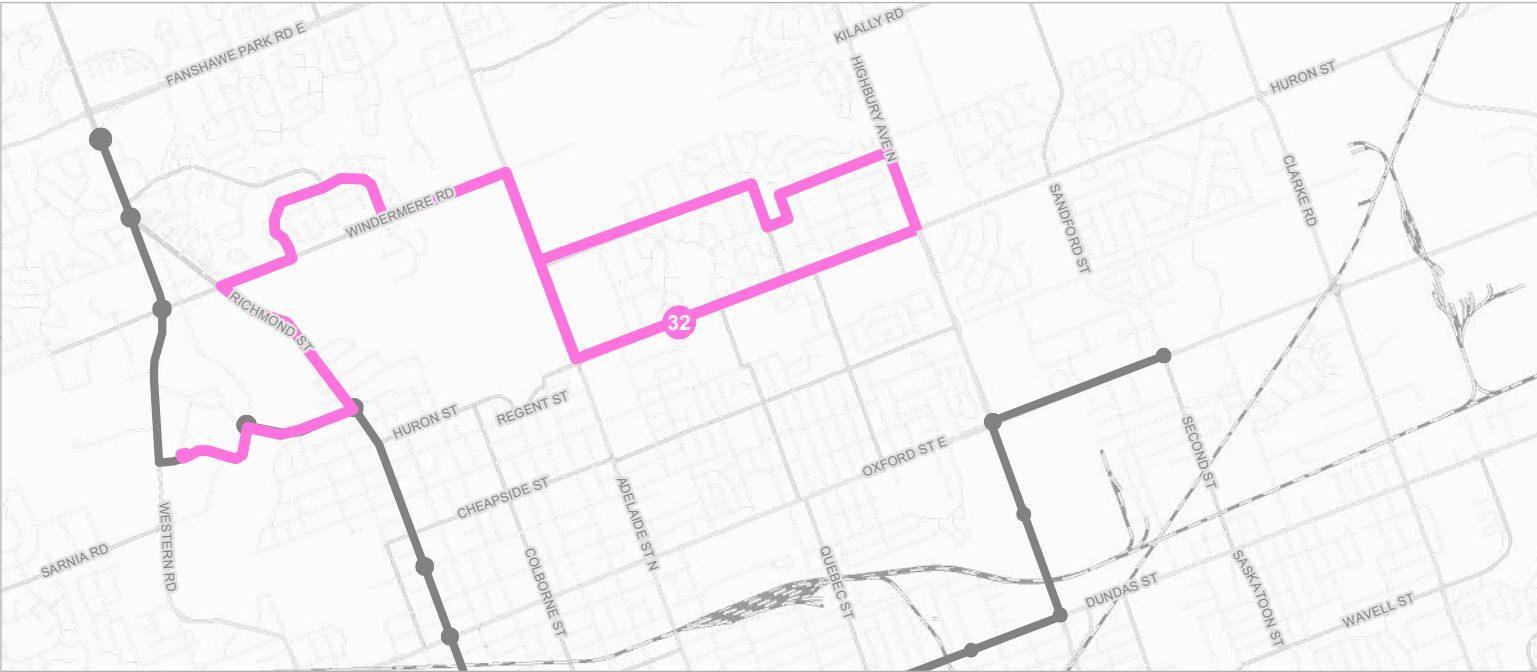 KILALLY RD
FANSHAWE PARK RD E
HIGHBURY AVE N
HURON ST
CLARKE RD
SANDFORD ST
WINDERMERE RD
RICHMOND ST
32
HURON ST
REGENT ST
OXFORD ST E
SECOND ST
CHEAPSIDE ST
ADELAIDE ST N
WESTERN RD
SARNIA RD
COLBORNE ST
QUEBEC ST
DUNDAS ST
SASKATOON ST
WAVELL ST